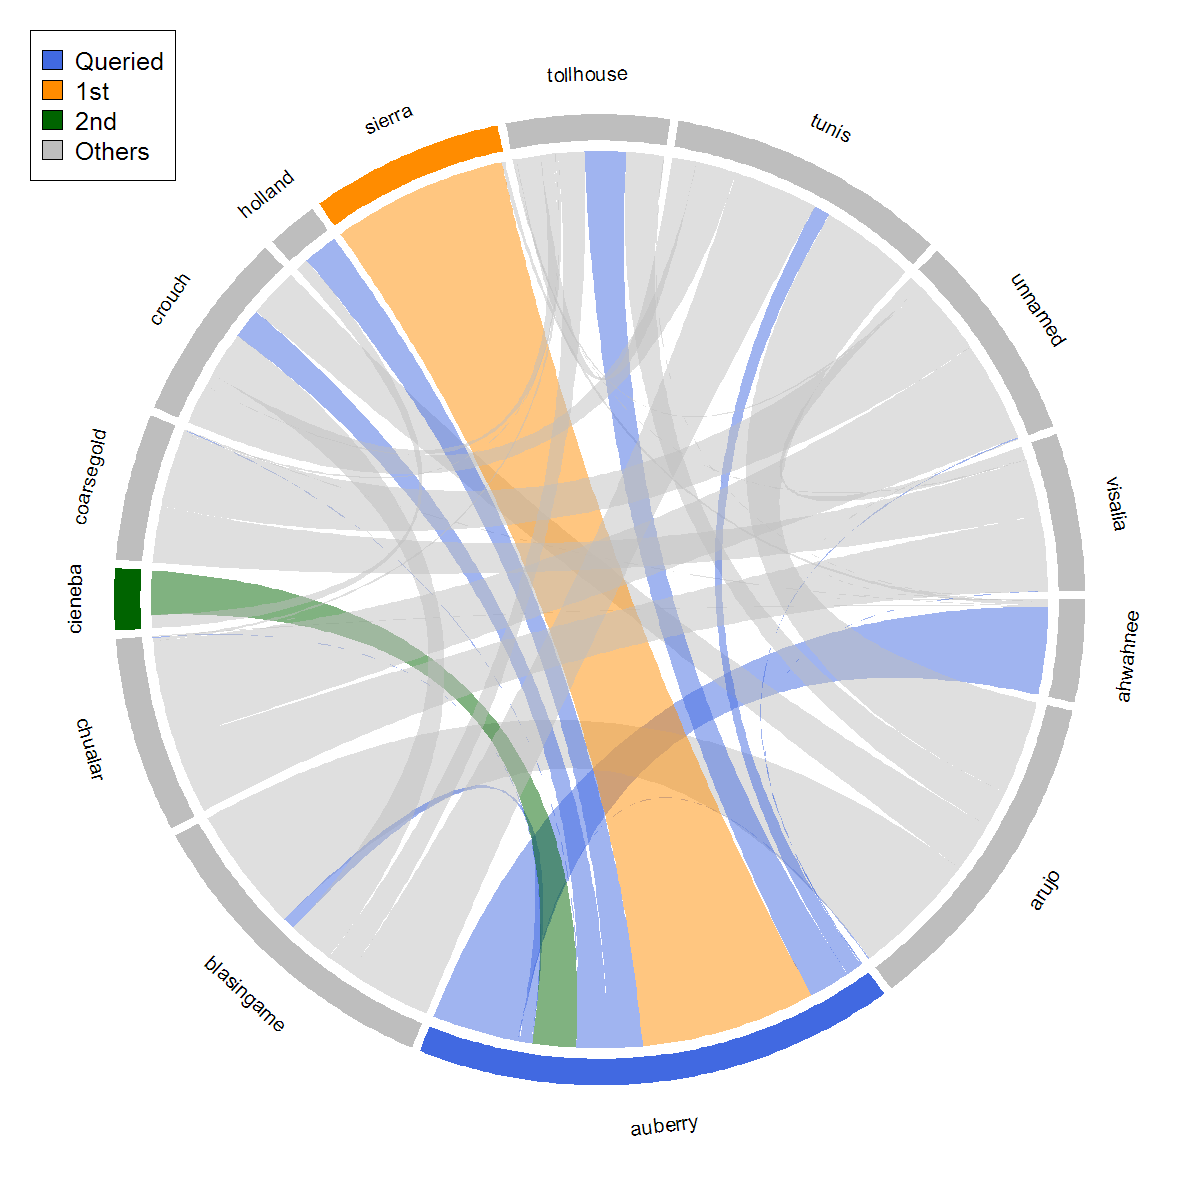 Queried
1st
2nd
Others
tollhouse
tunis
unnamed
visalia
ahwahnee
arujo
auberry
blasingame
chualar
cieneba
coarsegold
crouch
holland
sierra